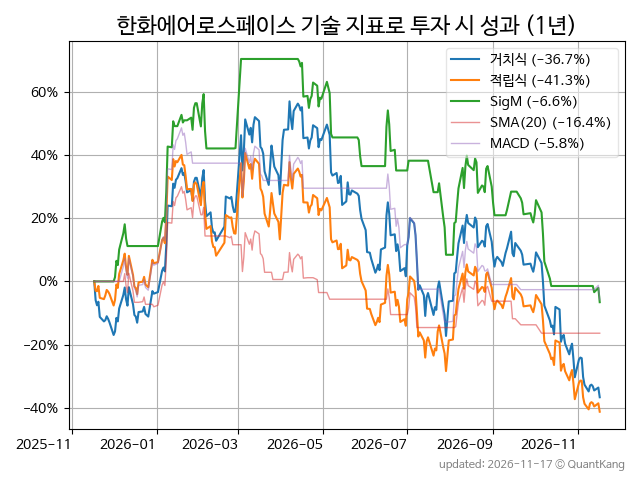 한화에어로스페이스 기술 지표로 투자 시 성과 (1년)
거치식 (−36.7%)
적립식 (−41.3%)
SigM (−6.6%)
SMA(20) (−16.4%)
MACD (−5.8%)
60%
40%
20%
0%
−20%
−40%
2025-11 2026-01 2026-03 2026-05 2026-07 2026-09 2026-11
updated: 2026-11-17 © QuantKang